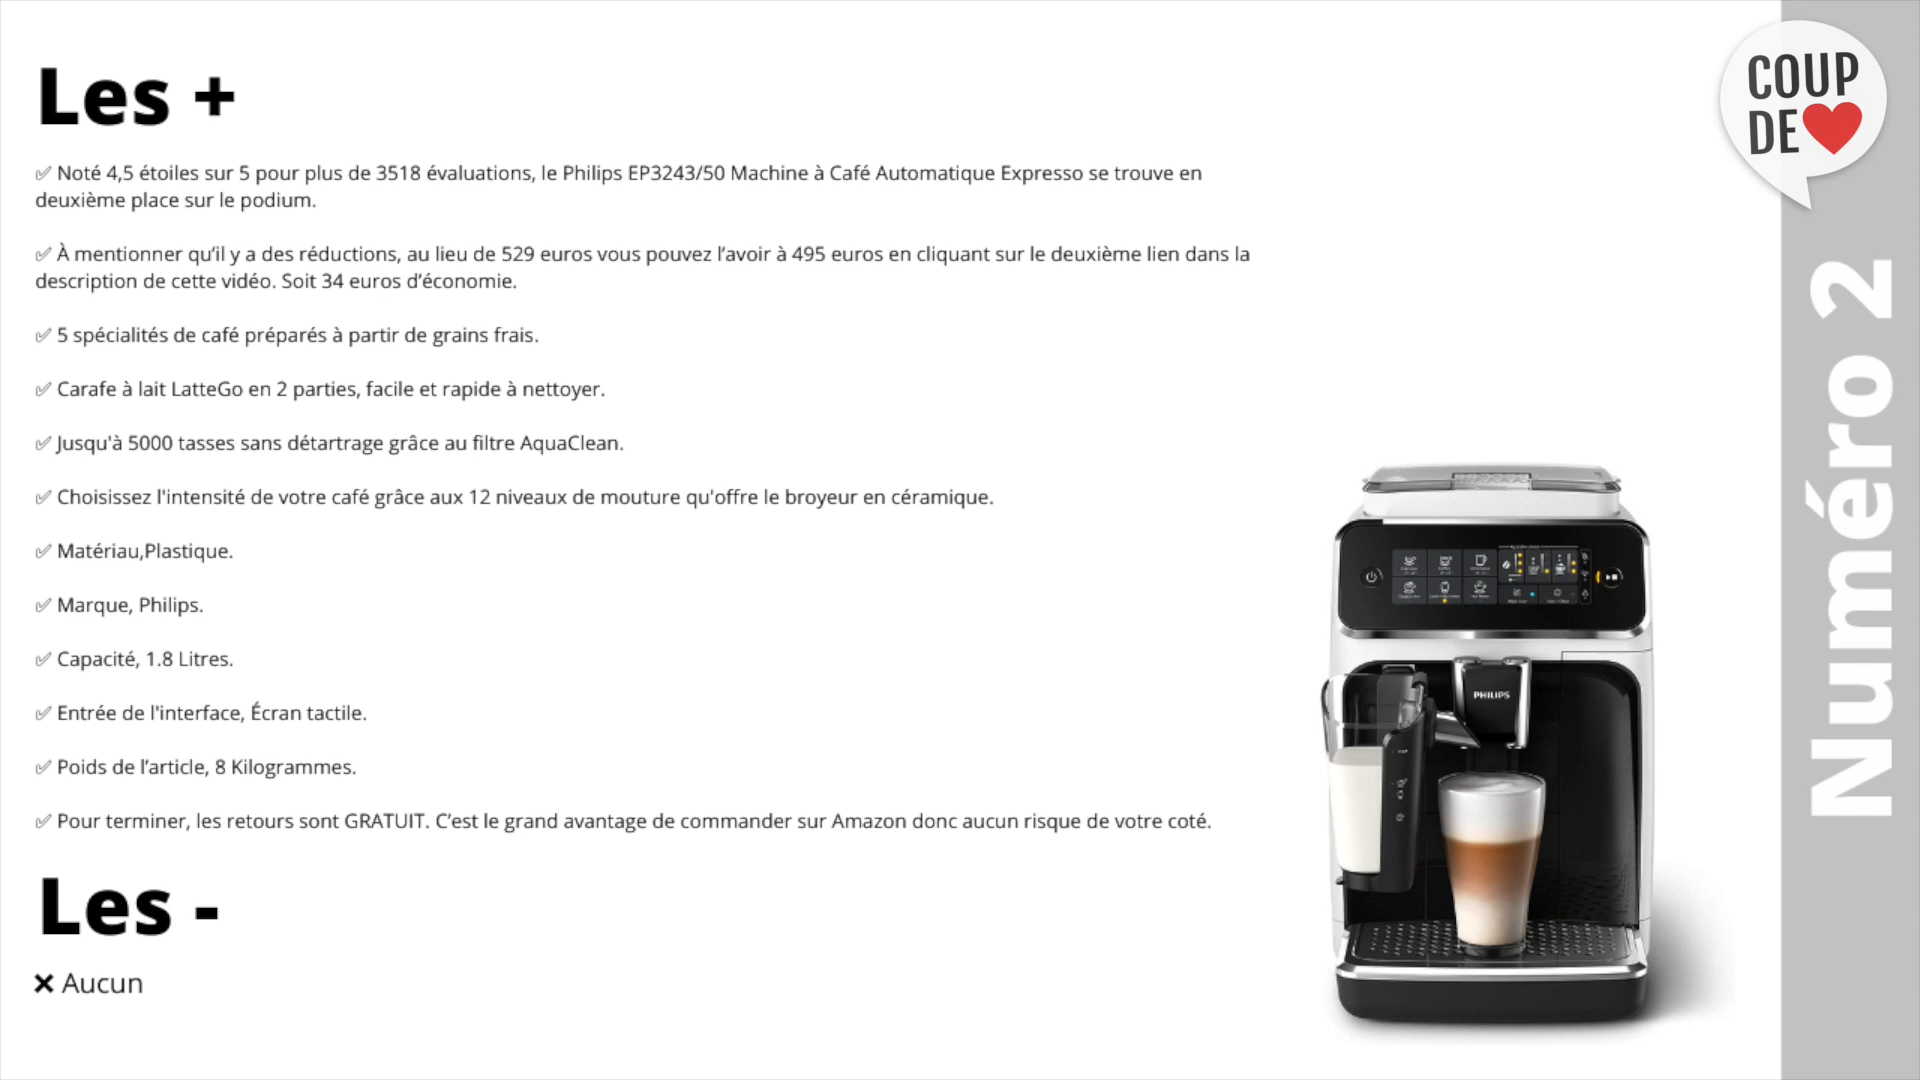 Les +
✅ Noté 4,5 étoiles sur 5 pour plus de 3518 évaluations, le Philips EP3243/50 Machine à Café Automatique Expresso se trouve en
deuxième place sur le podium.
✅ À mentionner qu’il y a des réductions, au lieu de 529 euros vous pouvez l’avoir à 495 euros en cliquant sur le deuxième lien dans la
description de cette vidéo. Soit 34 euros d’économie.
✅ 5 spécialités de café préparés à partir de grains frais.
✅ Carafe à lait LatteGo en 2 parties, facile et rapide à nettoyer.
✅ Jusqu'à 5000 tasses sans détartrage grâce au filtre AquaClean.
✅ Choisissez l'intensité de votre café grâce aux 12 niveaux de mouture qu'offre le broyeur en céramique.
✅ Matériau,Plastique.
✅ Marque, Philips.
✅ Capacité, 1.8 Litres.
✅ Entrée de l'interface, Écran tactile.
✅ Poids de l’article, 8 Kilogrammes.
✅ Pour terminer, les retours sont GRATUIT. C’est le grand avantage de commander sur Amazon donc aucun risque de votre coté.
Les -
❌ Aucun
PHILIPS
COUP
DE
Numéro 2